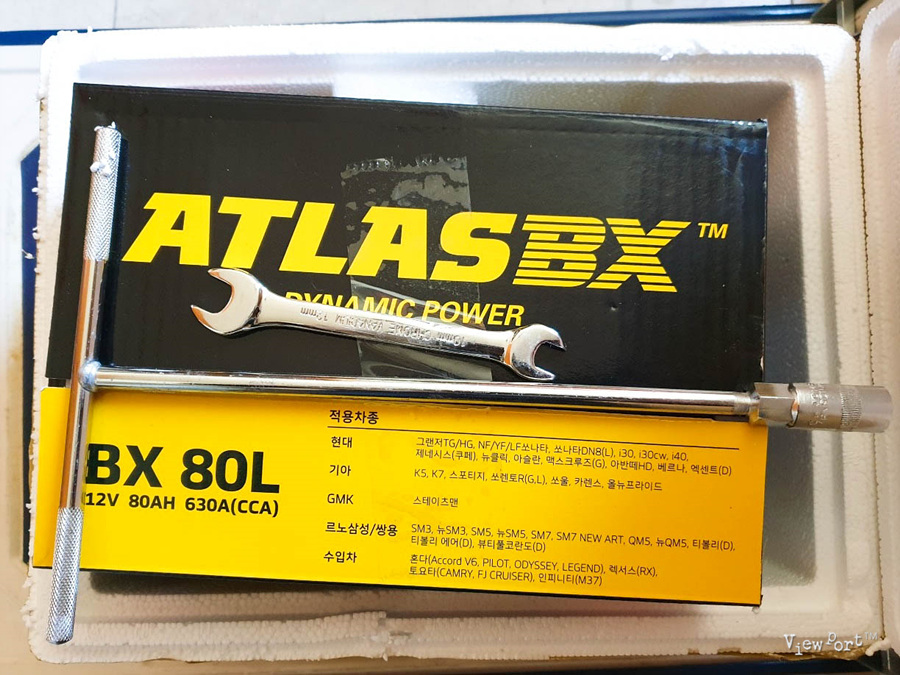 ATLASBX™
DYNAMIC POWER
10mm CHROME VANADIUM 12mm
BX 80L
12V 80AH 630A(CCA)
적용차종
현대 그랜저TG/HG, NF/YF/LF쏘나타, 쏘나타DN8(L), i30, i30cw, i40,
제네시스(쿠페), 뉴클릭, 아슬란, 맥스크루즈(G), 아반떼HD, 베르나, 엑센트(D)
기아 K5, K7, 스포티지, 쏘렌토R(G,L), 쏘울, 카렌스, 올뉴프라이드
GMK 스테이츠맨
르노삼성/쌍용 SM3, 뉴SM3, SM5, 뉴SM5, SM7, SM7 NEW ART, QM5, 뉴QM5, 티볼리(D),
티볼리 에어(D), 뷰티풀코란도(D)
수입차 혼다(Accord V6, PILOT, ODYSSEY, LEGEND), 렉서스(RX),
토요타(CAMRY, FJ CRUISER), 인피니티(M37)
ViewPort™